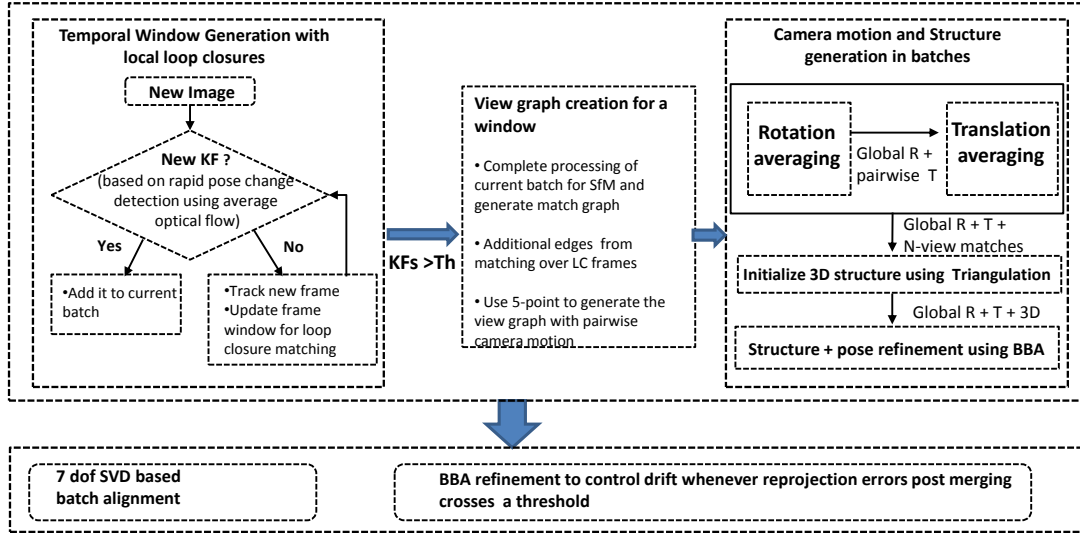 Temporal Window Generation with
local loop closures
New Image
New KF ?
(based on rapid pose change
detection using average
optical flow)
Yes
No
•Add it to current
batch
•Track new frame
•Update frame
window for loop
closure matching
KFs >Th
View graph creation for a
window
• Complete processing of
current batch for SfM and
generate match graph
• Additional edges from
matching over LC frames
• Use 5-point to generate the
view graph with pairwise
camera motion
Camera motion and Structure
generation in batches
Rotation
averaging
Global R +
pairwise T
Translation
averaging
Global R + T +
N-view matches
Initialize 3D structure using Triangulation
Global R + T + 3D
Structure + pose refinement using BBA
7 dof SVD based
batch alignment
BBA refinement to control drift whenever reprojection errors post merging
crosses a threshold